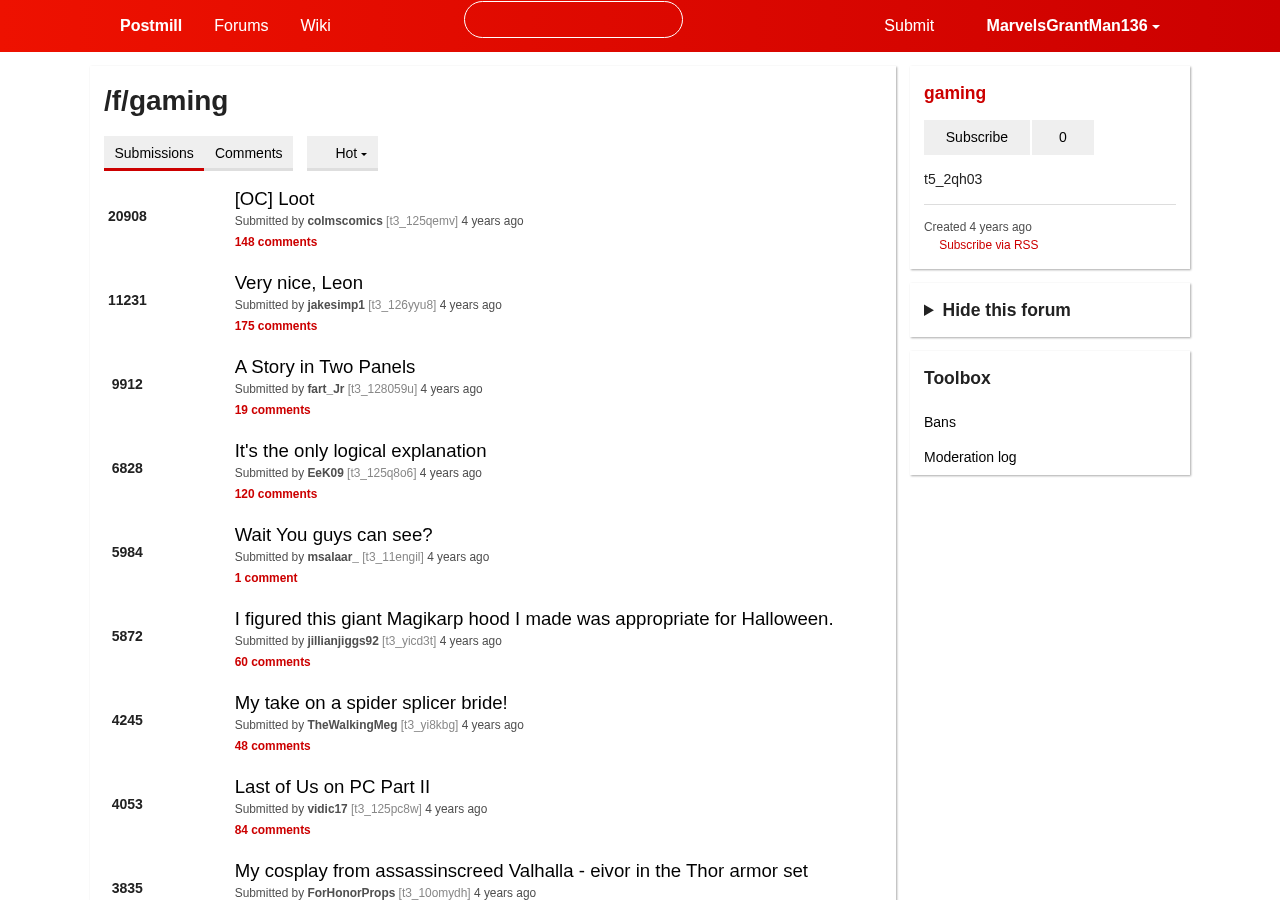 Postmill Forums Wiki Submit MarvelsGrantMan136
/f/gaming
Submissions Comments Hot
20908
[OC] Loot
Submitted by colmscomics [t3_125qemv] 4 years ago
148 comments
11231
Very nice, Leon
Submitted by jakesimp1 [t3_126yyu8] 4 years ago
175 comments
9912
A Story in Two Panels
Submitted by fart_Jr [t3_128059u] 4 years ago
19 comments
6828
It's the only logical explanation
Submitted by EeK09 [t3_125q8o6] 4 years ago
120 comments
5984
Wait You guys can see?
Submitted by msalaar_ [t3_11engil] 4 years ago
1 comment
5872
I figured this giant Magikarp hood I made was appropriate for Halloween.
Submitted by jillianjiggs92 [t3_yicd3t] 4 years ago
60 comments
4245
My take on a spider splicer bride!
Submitted by TheWalkingMeg [t3_yi8kbg] 4 years ago
48 comments
4053
Last of Us on PC Part II
Submitted by vidic17 [t3_125pc8w] 4 years ago
84 comments
3835
My cosplay from assassinscreed Valhalla - eivor in the Thor armor set
Submitted by ForHonorProps [t3_10omydh] 4 years ago
gaming
Subscribe 0
t5_2qh03
Created 4 years ago
Subscribe via RSS
Hide this forum
Toolbox
Bans
Moderation log